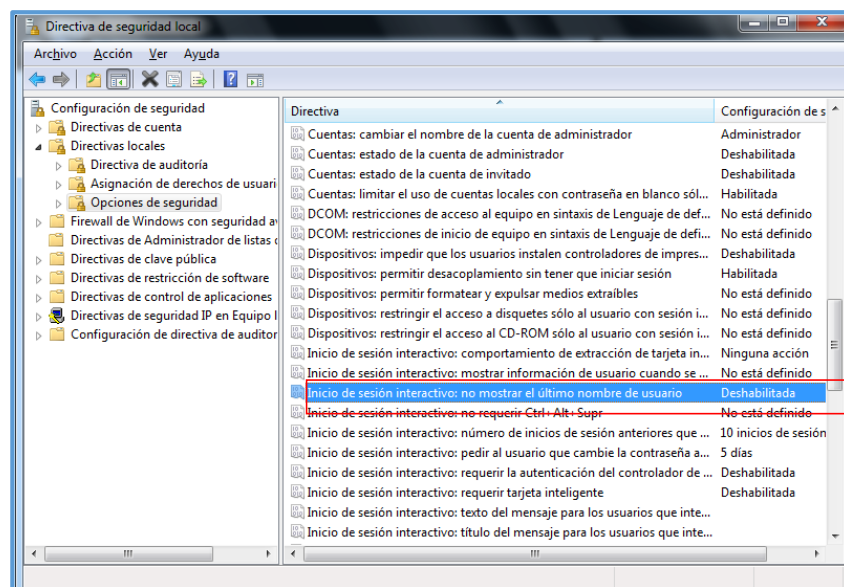 Directiva de seguridad local
Archivo Acción Ver Ayuda
Configuración de seguridad
Directivas de cuenta
Directivas locales
Directiva de auditoría
Asignación de derechos de usuari
Opciones de seguridad
Firewall de Windows con seguridad a
Directivas de Administrador de listas
Directivas de clave pública
Directivas de restricción de software
Directivas de control de aplicaciones
Directivas de seguridad IP en Equipo l
Configuración de directiva de auditor
Directiva Configuración de s
Cuentas: cambiar el nombre de la cuenta de administrador Administrador
Cuentas: estado de la cuenta de administrador Deshabilitada
Cuentas: estado de la cuenta de invitado Deshabilitada
Cuentas: limitar el uso de cuentas locales con contraseña en blanco sól... Habilitada
DCOM: restricciones de acceso al equipo en sintaxis de Lenguaje de def... No está definido
DCOM: restricciones de inicio de equipo en sintaxis de Lenguaje de defi... No está definido
Dispositivos: impedir que los usuarios instalen controladores de impres... Deshabilitada
Dispositivos: permitir desacoplamiento sin tener que iniciar sesión Habilitada
Dispositivos: permitir formatear y expulsar medios extraíbles No está definido
Dispositivos: restringir el acceso a disquetes sólo al usuario con sesión i... No está definido
Dispositivos: restringir el acceso al CD-ROM sólo al usuario con sesión i... No está definido
Inicio de sesión interactivo: comportamiento de extracción de tarjeta in... Ninguna acción
Inicio de sesión interactivo: mostrar información de usuario cuando se ... No está definido
Inicio de sesión interactivo: no mostrar el último nombre de usuario Deshabilitada
Inicio de sesión interactivo: no requerir Ctrl+Alt+Supr No está definido
Inicio de sesión interactivo: número de inicios de sesión anteriores que ... 10 inicios de sesión
Inicio de sesión interactivo: pedir al usuario que cambie la contraseña a... 5 días
Inicio de sesión interactivo: requerir la autenticación del controlador de ... Deshabilitada
Inicio de sesión interactivo: requerir tarjeta inteligente Deshabilitada
Inicio de sesión interactivo: texto del mensaje para los usuarios que inte...
Inicio de sesión interactivo: título del mensaje para los usuarios que inte...